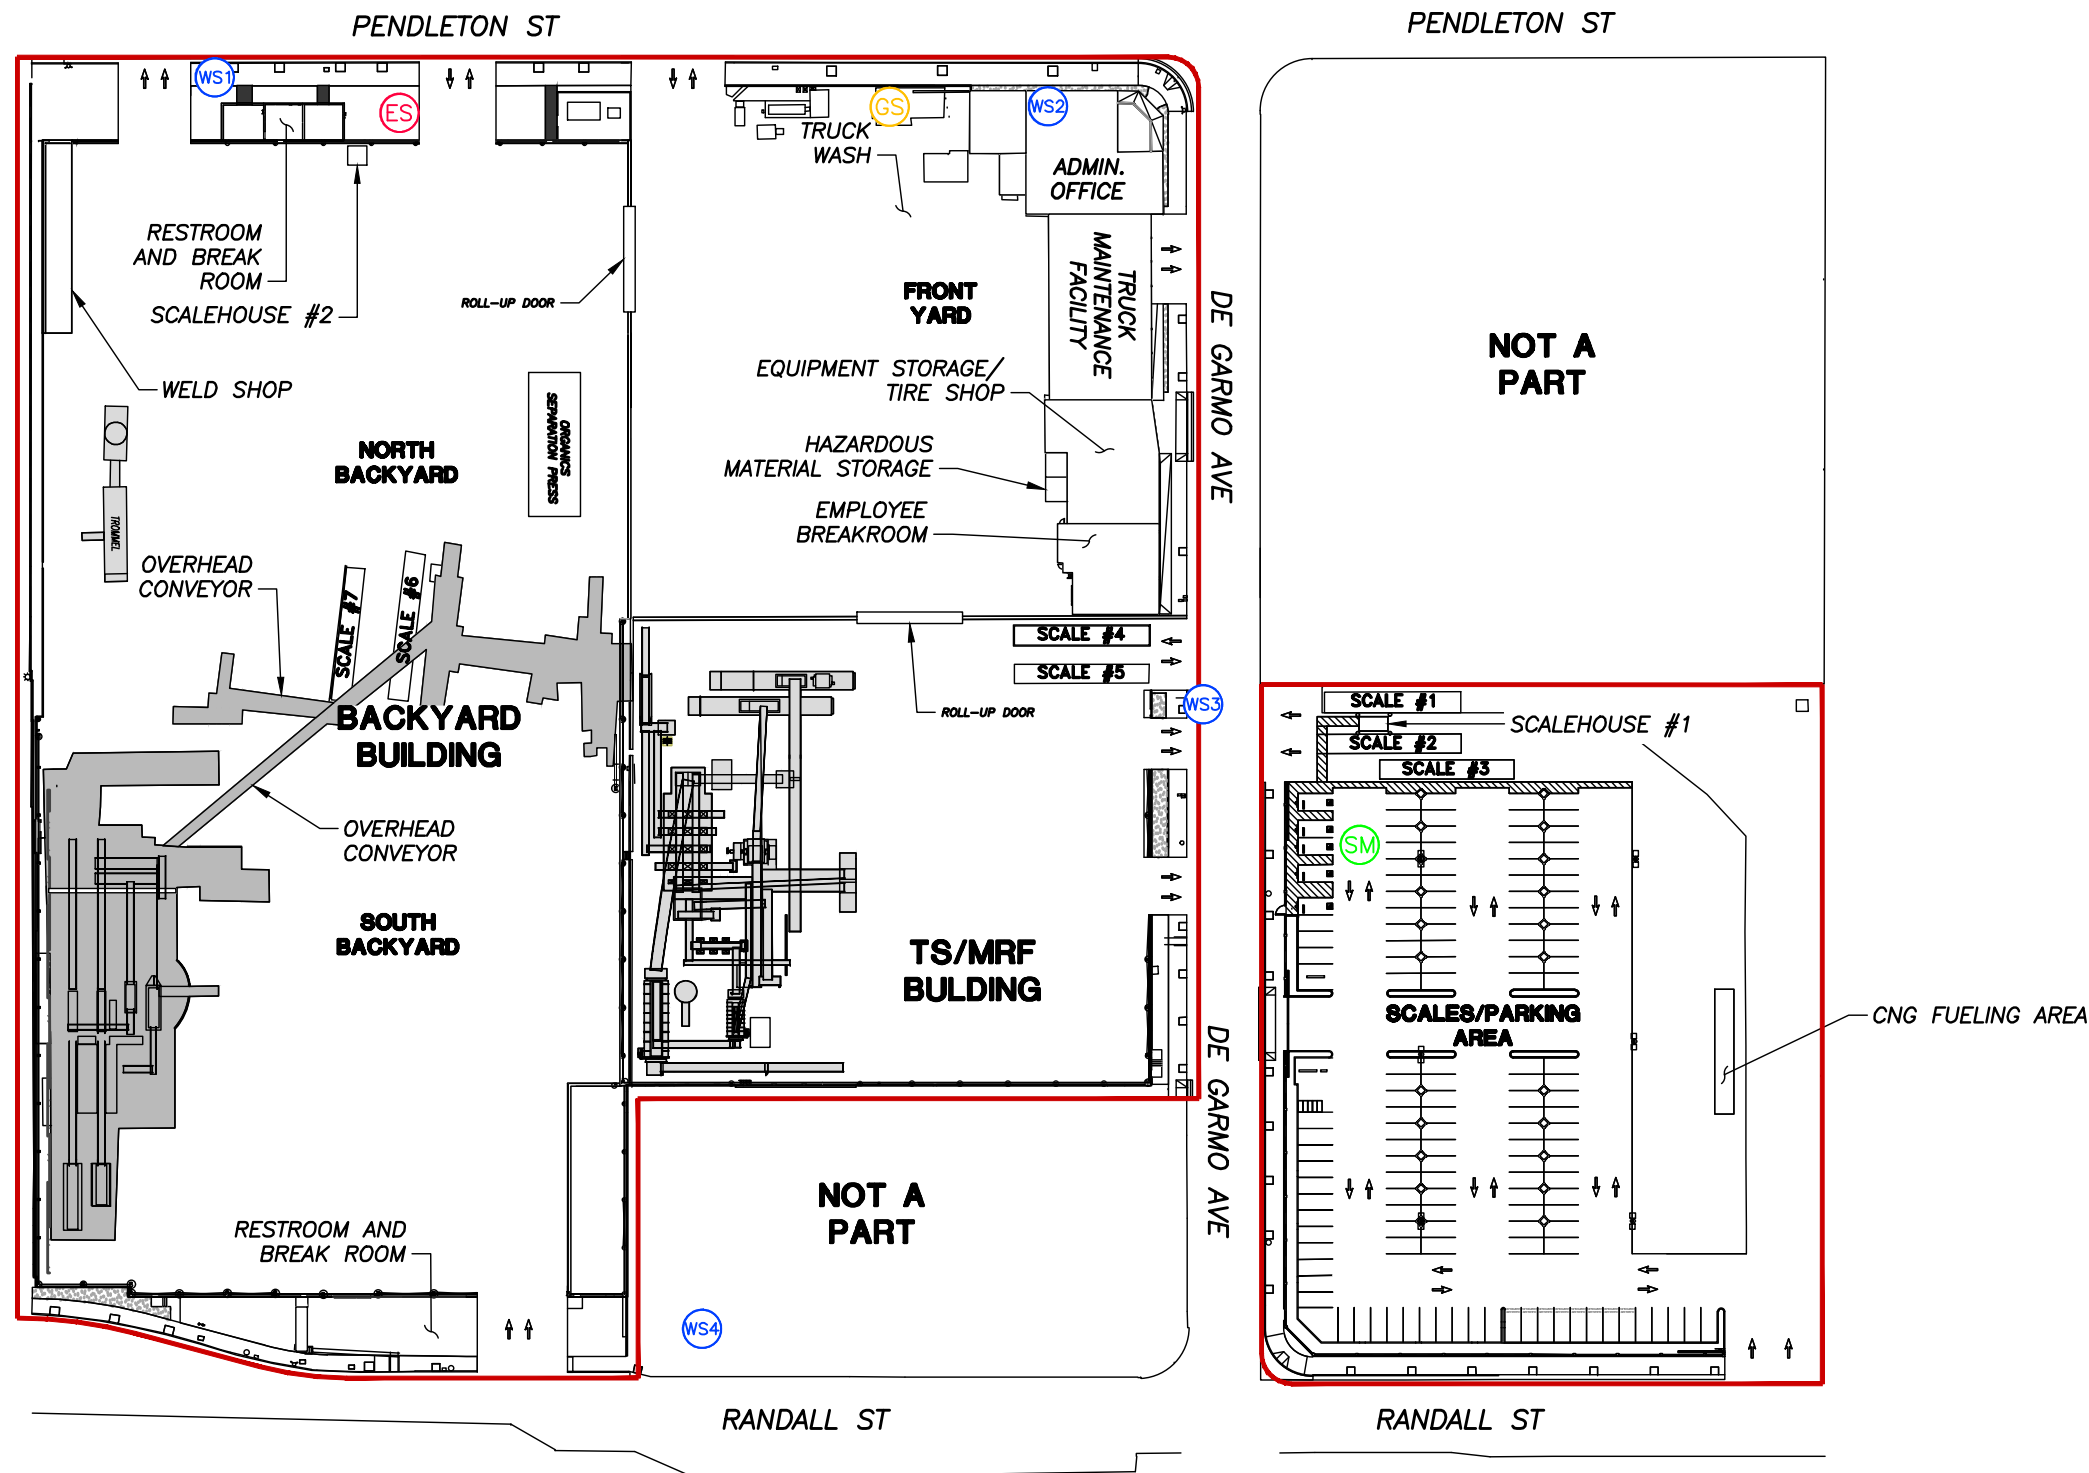 PENDLETON ST
PENDLETON ST
WS1
ES
GS
WS2
TRUCK
WASH
ADMIN.
OFFICE
RESTROOM
AND BREAK
ROOM
SCALEHOUSE #2
ROLL-UP DOOR
FRONT
YARD
TRUCK
MAINTENANCE
FACILITY
DE GARMO AVE
NOT A
PART
WELD SHOP
EQUIPMENT STORAGE/
TIRE SHOP
ORGANICS
SEPARATION PRESS
NORTH
BACKYARD
HAZARDOUS
MATERIAL STORAGE
EMPLOYEE
BREAKROOM
TROMMEL
OVERHEAD
CONVEYOR
SCALE #7
SCALE #6
SCALE #4
SCALE #5
ROLL-UP DOOR
WS3
SCALE #1
SCALEHOUSE #1
SCALE #2
SCALE #3
BACKYARD
BUILDING
OVERHEAD
CONVEYOR
SM
SOUTH
BACKYARD
TS/MRF
BULDING
SCALES/PARKING
AREA
CNG FUELING AREA
DE GARMO AVE
NOT A
PART
RESTROOM AND
BREAK ROOM
WS4
RANDALL ST
RANDALL ST